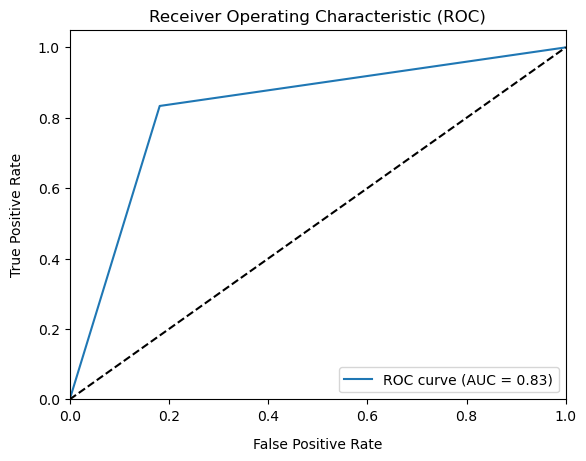 Receiver Operating Characteristic (ROC)
True Positive Rate
1.0
0.8
0.6
0.4
0.2
0.0
ROC curve (AUC = 0.83)
0.0 0.2 0.4 0.6 0.8 1.0
False Positive Rate